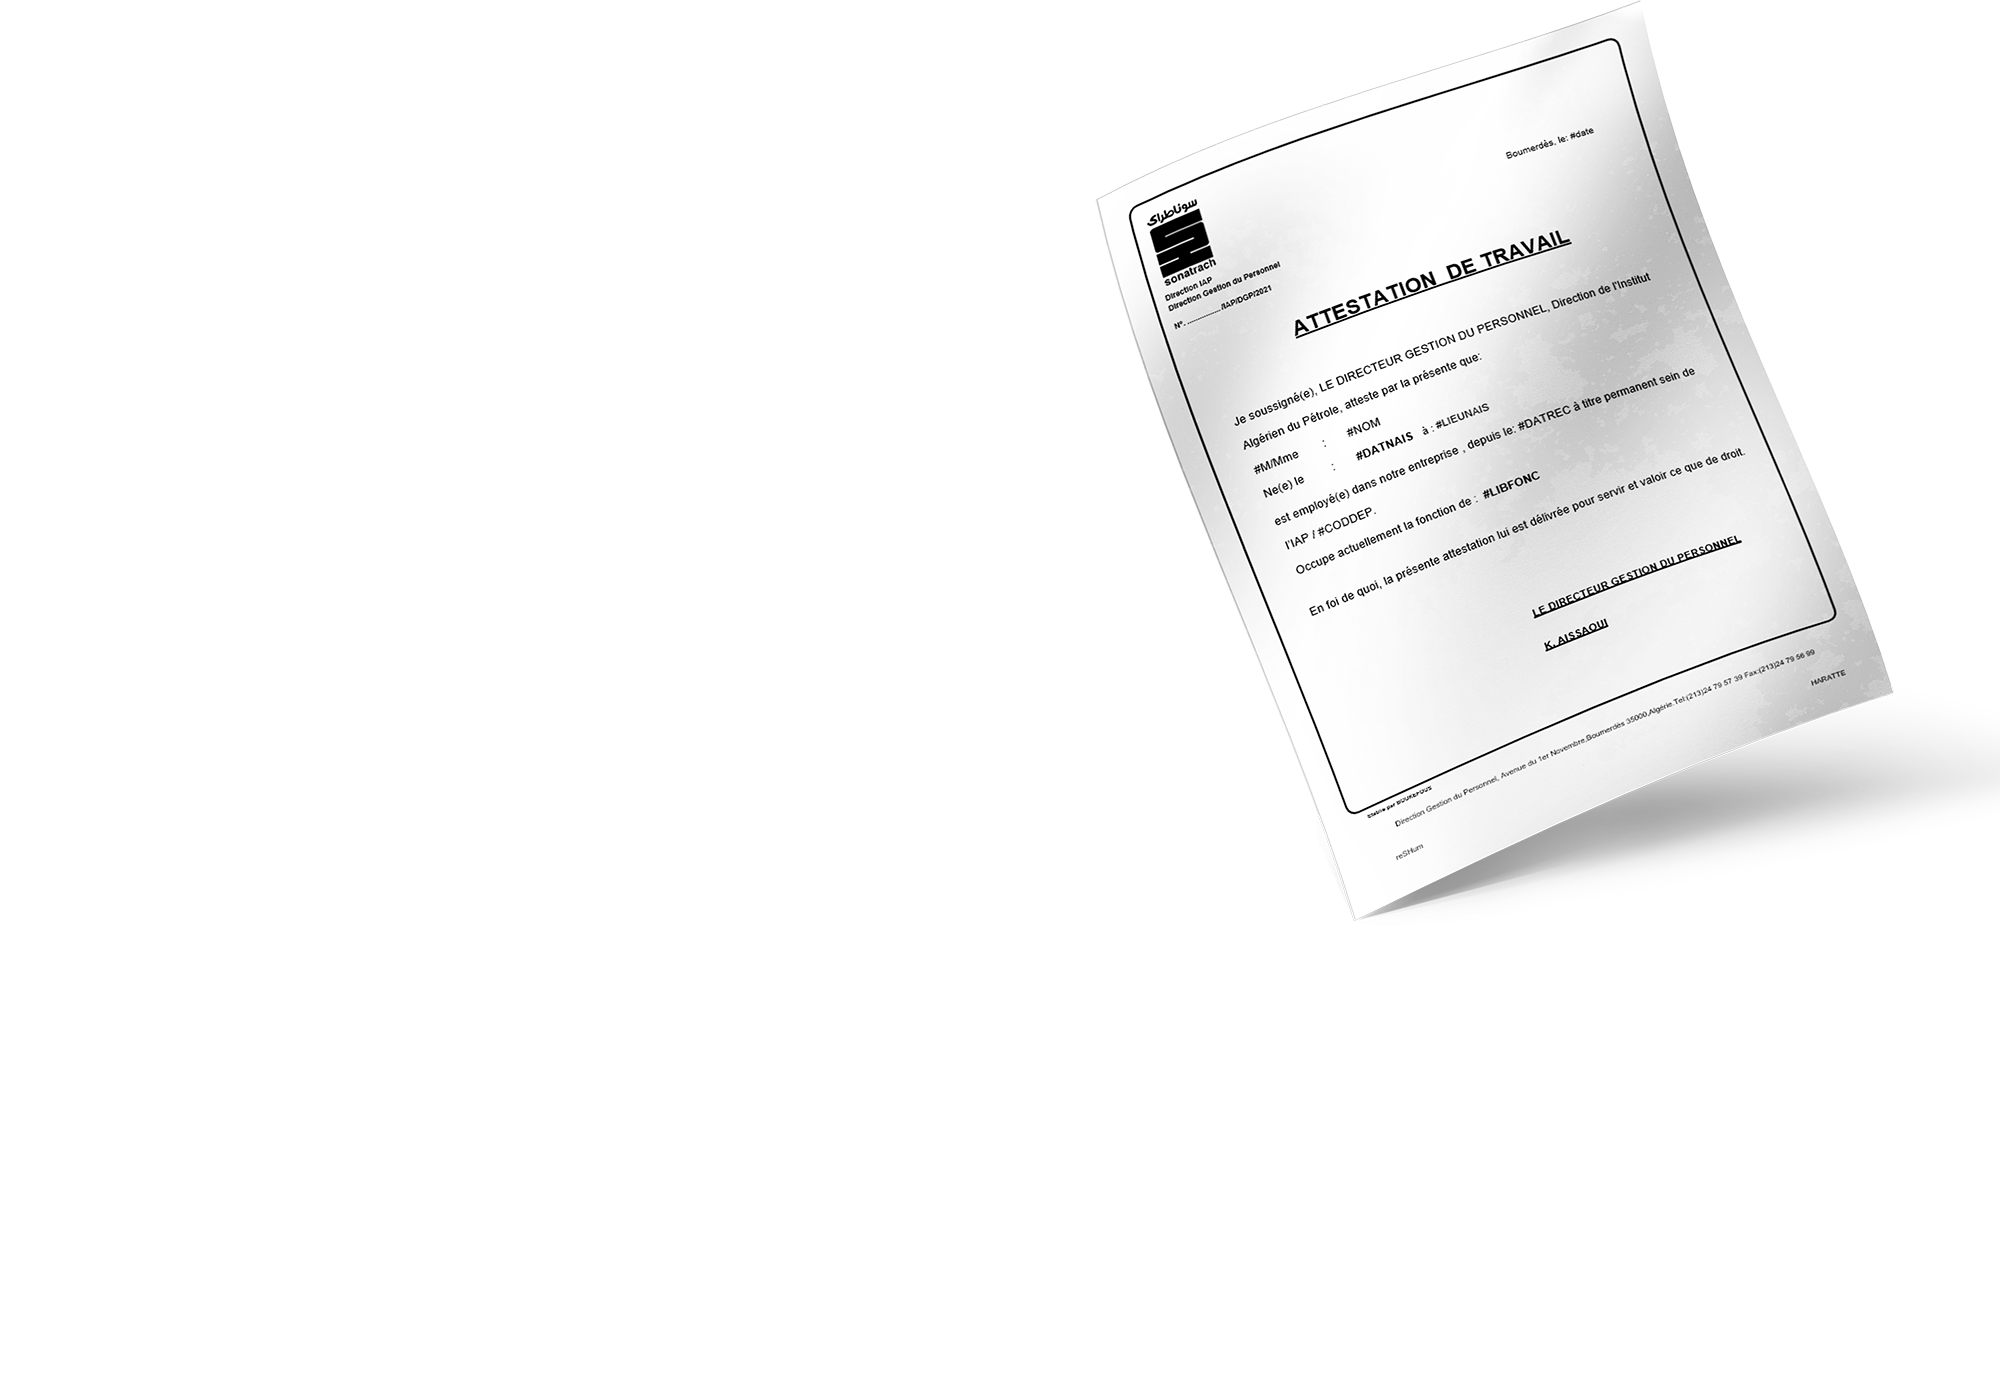 Boumerdès, le: #date
سوناطراك
sonatrach
Direction IAP
Direction Gestion du Personnel
N°. ................ /IAP/DGP/2021
ATTESTATION DE TRAVAIL
Je soussigné(e), LE DIRECTEUR GESTION DU PERSONNEL, Direction de l'Institut
Algérien du Pétrole, atteste par la présente que:
#M/Mme : #NOM
Ne(e) le : #DATNAIS à : #LIEUNAIS
est employé(e) dans notre entreprise , depuis le: #DATREC à titre permanent sein de
l'IAP / #CODDEP.
Occupe actuellement la fonction de : #LIBFONC
En foi de quoi, la présente attestation lui est délivrée pour servir et valoir ce que de droit.
LE DIRECTEUR GESTION DU PERSONNEL
K. AISSAOUI
par
Direction Gestion du Personnel, Avenue du 1er Novembre,Boumerdès 35000,Algérie.Tel:(213)24 79 57 39 Fax:(213)24 79 56 99
HARATTE
reSHum